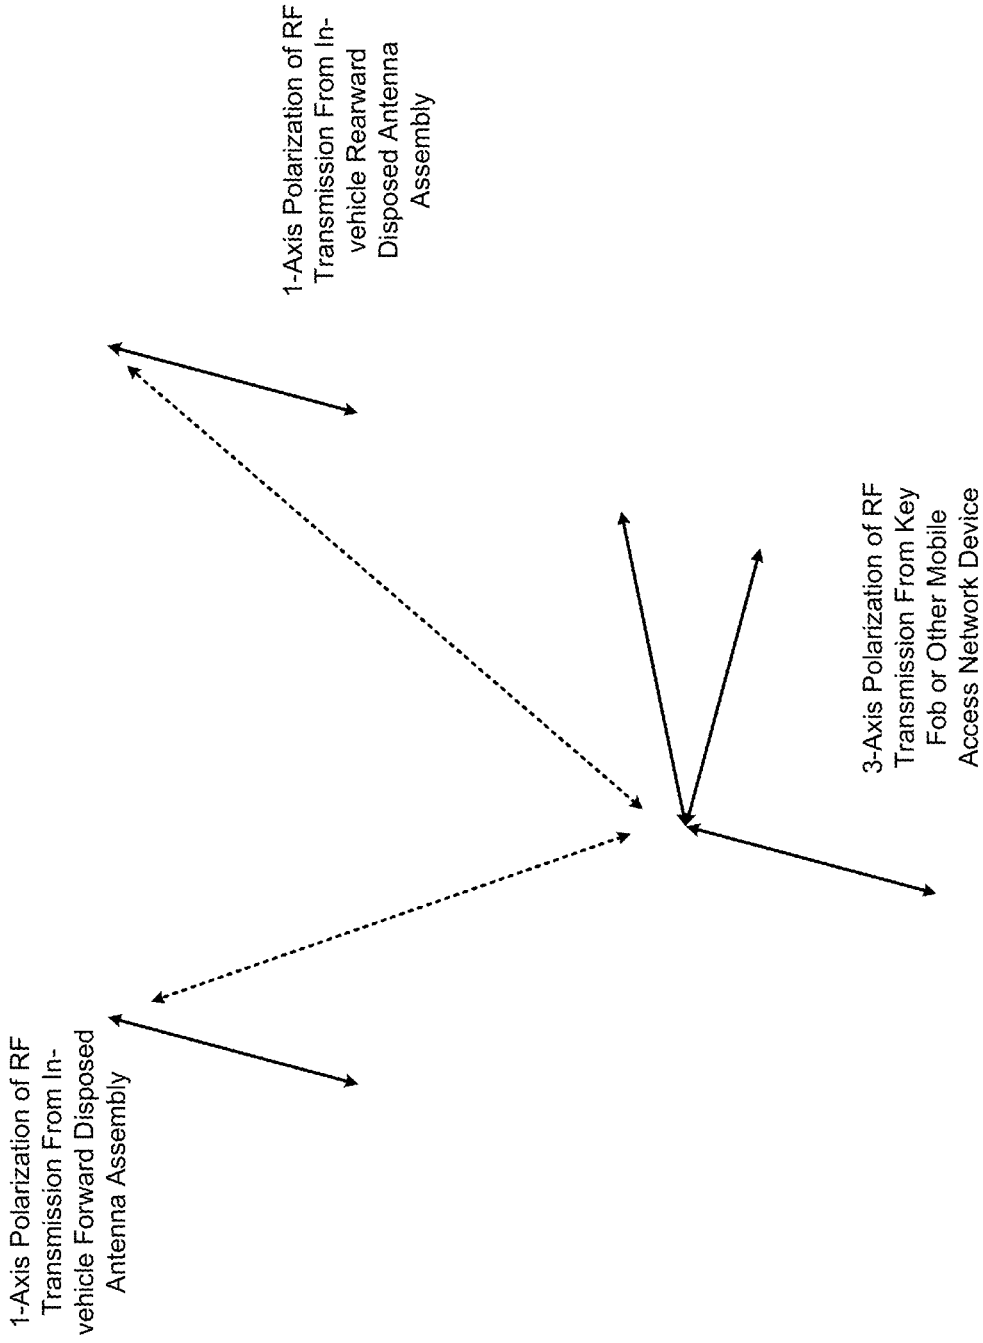 1-Axis Polarization of RF
Transmission From In-
vehicle Forward Disposed
Antenna Assembly
1-Axis Polarization of RF
Transmission From In-
vehicle Rearward
Disposed Antenna
Assembly
3-Axis Polarization of RF
Transmission From Key
Fob or Other Mobile
Access Network Device